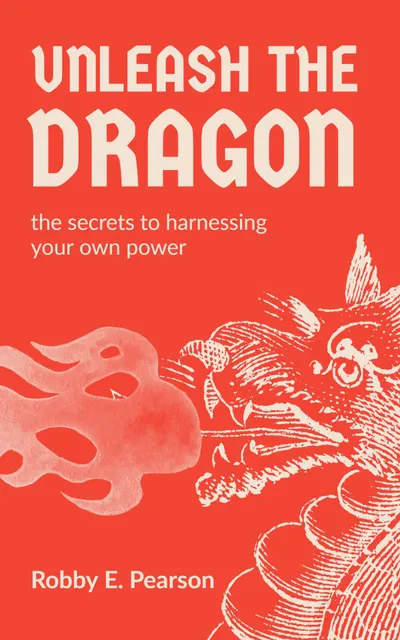 UNLEASH THE
DRAGON
the secrets to harnessing
your own power
Robby E. Pearson